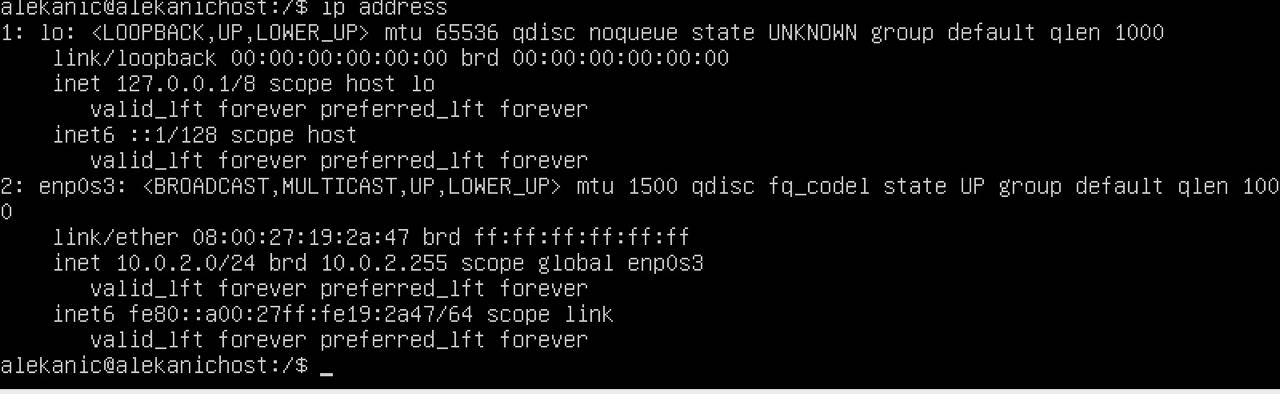 alekanic@alekanichost:/$ ip address
1: lo: <LOOPBACK,UP,LOWER_UP> mtu 65536 qdisc noqueue state UNKNOWN group default qlen 1000
    link/loopback 00:00:00:00:00:00 brd 00:00:00:00:00:00
    inet 127.0.0.1/8 scope host lo
       valid_lft forever preferred_lft forever
    inet6 ::1/128 scope host
       valid_lft forever preferred_lft forever
2: enp0s3: <BROADCAST,MULTICAST,UP,LOWER_UP> mtu 1500 qdisc fq_codel state UP group default qlen 100
0
    link/ether 08:00:27:19:2a:47 brd ff:ff:ff:ff:ff:ff
    inet 10.0.2.0/24 brd 10.0.2.255 scope global enp0s3
       valid_lft forever preferred_lft forever
    inet6 fe80::a00:27ff:fe19:2a47/64 scope link
       valid_lft forever preferred_lft forever
alekanic@alekanichost:/$ _